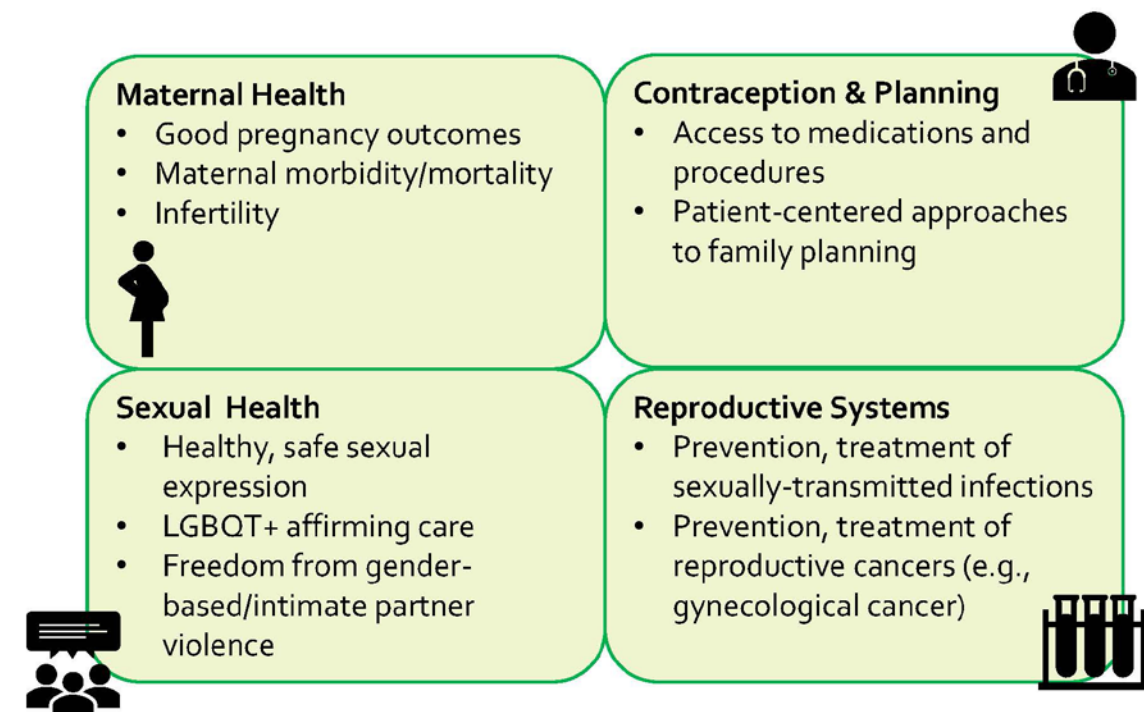 Maternal Health
• Good pregnancy outcomes
• Maternal morbidity/mortality
• Infertility
Contraception & Planning
• Access to medications and
procedures
• Patient-centered approaches
to family planning
Sexual Health
• Healthy, safe sexual
expression
• LGBQT+ affirming care
• Freedom from gender-
based/intimate partner
violence
Reproductive Systems
• Prevention, treatment of
sexually-transmitted infections
• Prevention, treatment of
reproductive cancers (e.g.,
gynecological cancer)